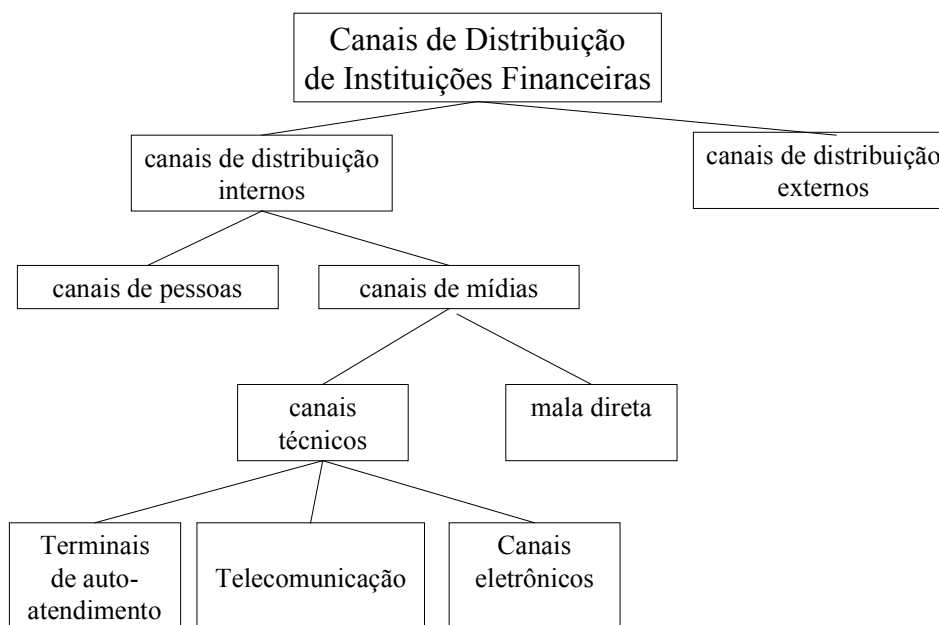 Canais de Distribuição
de Instituições Financeiras
canais de distribuição
internos
canais de distribuição
externos
canais de pessoas
canais de mídias
canais
técnicos
mala direta
Terminais
de auto-
atendimento
Telecomunicação
Canais
eletrônicos